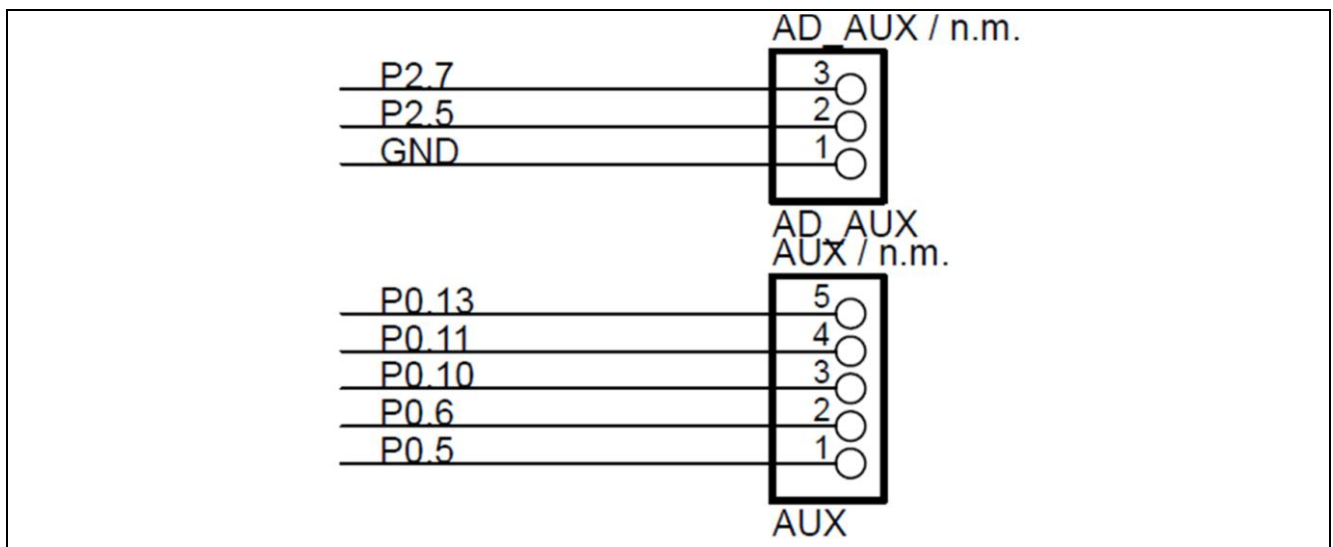 AD_AUX / n.m.
P2.7 3
P2.5 2
GND 1
AD_AUX
AUX / n.m.
P0.13 5
P0.11 4
P0.10 3
P0.6 2
P0.5 1
AUX